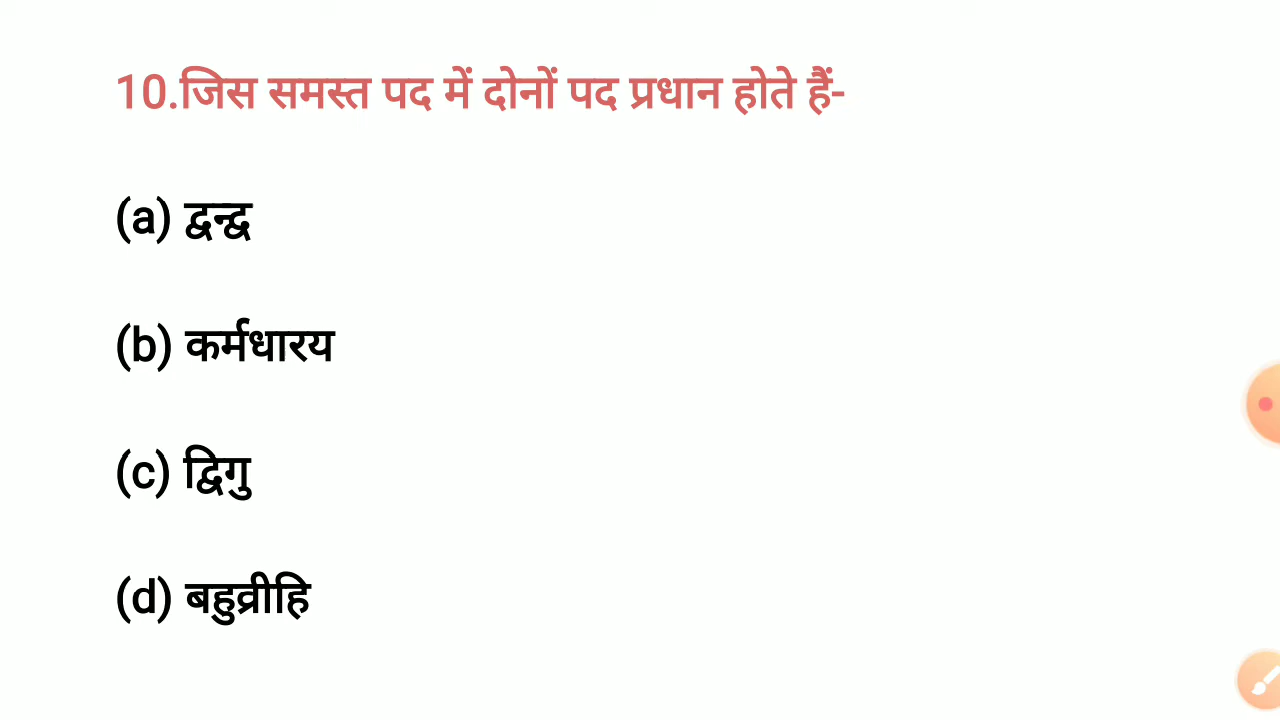 10.जिस समस्त पद में दोनों पद प्रधान होते हैं-
(a) द्वन्द्व
(b) कर्मधारय
(c) द्विगु
(d) बहुव्रीहि